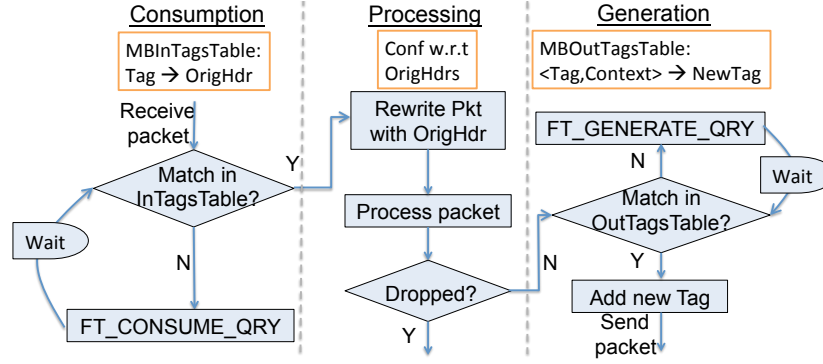 Consumption
MBInTagsTable:
Tag → OrigHdr
Receive
packet
Match in
InTagsTable?
Y
N
Wait
FT_CONSUME_QRY
Processing
Conf w.r.t
OrigHdrs
Rewrite Pkt
with OrigHdr
Process packet
Dropped?
N
Y
Generation
MBOutTagsTable:
<Tag,Context> → NewTag
FT_GENERATE_QRY
N
Wait
Match in
OutTagsTable?
Y
Add new Tag
Send
packet